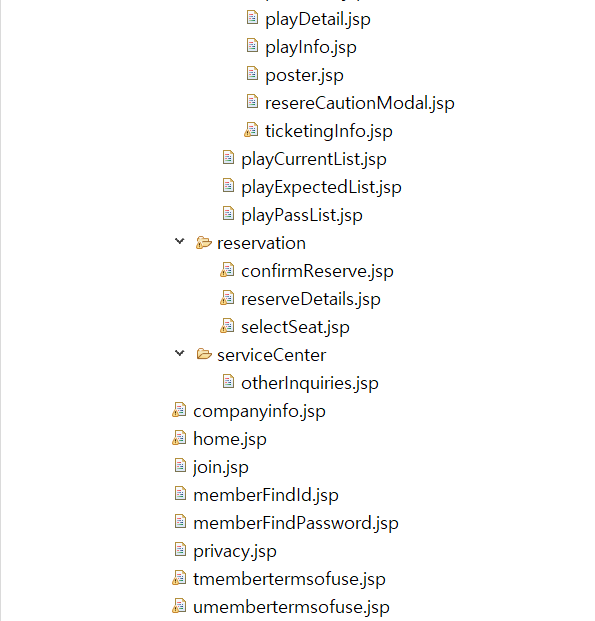 playDetail.jsp
playInfo.jsp
poster.jsp
resereCautionModal.jsp
ticketingInfo.jsp
playCurrentList.jsp
playExpectedList.jsp
playPassList.jsp
reservation
confirmReserve.jsp
reserveDetails.jsp
selectSeat.jsp
serviceCenter
otherInquiries.jsp
companyinfo.jsp
home.jsp
join.jsp
memberFindId.jsp
memberFindPassword.jsp
privacy.jsp
tmembertermsofuse.jsp
umembertermsofuse.jsp